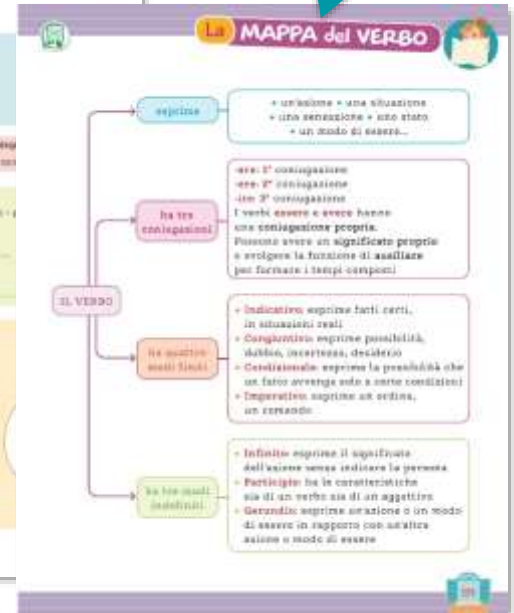 La MAPPA del VERBO
IL VERBO
esprime
• un'azione • una situazione
• una sensazione • uno stato
• un modo di essere...
ha tre
coniugazioni
-are: 1ª coniugazione
-ere: 2ª coniugazione
-ire: 3ª coniugazione
I verbi essere e avere hanno
una coniugazione propria.
Possono avere un significato proprio
o svolgere la funzione di ausiliare
per formare i tempi composti
ha quattro
modi finiti
• Indicativo: esprime fatti certi,
in situazioni reali
• Congiuntivo: esprime possibilità,
dubbio, incertezza, desiderio
• Condizionale: esprime la possibilità che
un fatto avvenga solo a certe condizioni
• Imperativo: esprime un ordine,
un comando
ha tre modi
indefiniti
• Infinito: esprime il significato
dell'azione senza indicare la persona
• Participio: ha le caratteristiche
sia di un verbo sia di un aggettivo
• Gerundio: esprime un'azione o un modo
di essere in rapporto con un'altra
azione o modo di essere